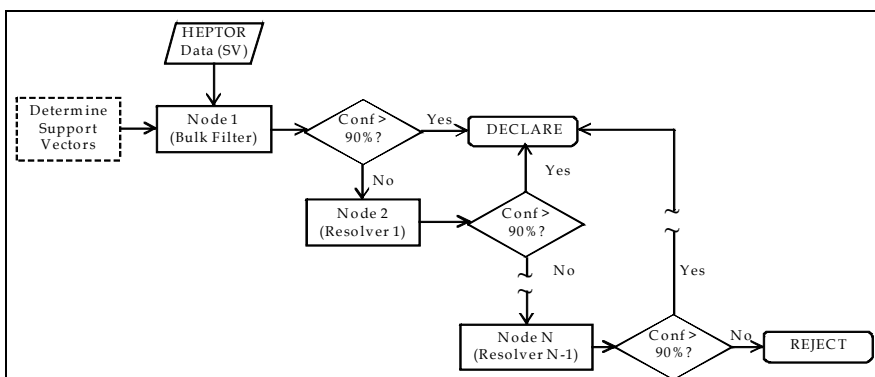 HEPTOR
Data (SV)
Determine
Support
Vectors
Node 1
(Bulk Filter)
Conf >
90%?
Yes
DECLARE
No
Yes
Node 2
(Resolver 1)
Conf >
90%?
No
Yes
Node N
(Resolver N-1)
Conf >
90%?
No
REJECT